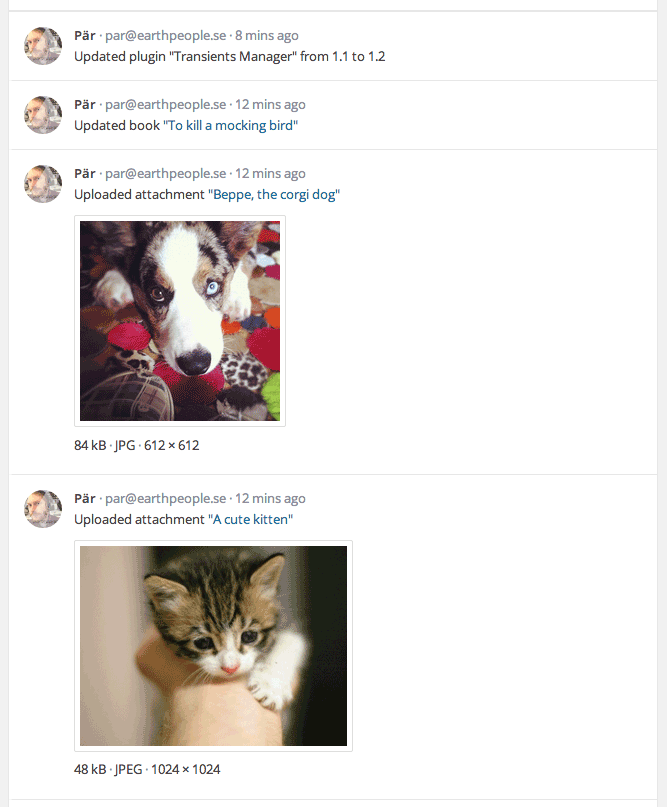 Pär · par@earthpeople.se · 8 mins ago
Updated plugin "Transients Manager" from 1.1 to 1.2
Pär · par@earthpeople.se · 12 mins ago
Updated book "To kill a mocking bird"
Pär · par@earthpeople.se · 12 mins ago
Uploaded attachment "Beppe, the corgi dog"
84 kB · JPG · 612 × 612
Pär · par@earthpeople.se · 12 mins ago
Uploaded attachment "A cute kitten"
48 kB · JPEG · 1024 × 1024